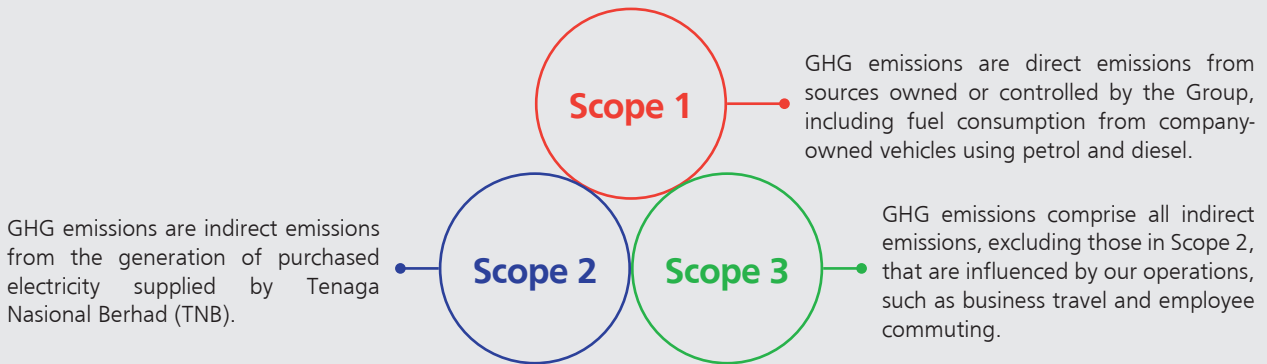 Scope 1
GHG emissions are direct emissions from
sources owned or controlled by the Group,
including fuel consumption from company-
owned vehicles using petrol and diesel.
Scope 2
GHG emissions are indirect emissions
from the generation of purchased
electricity supplied by Tenaga
Nasional Berhad (TNB).
Scope 3
GHG emissions comprise all indirect
emissions, excluding those in Scope 2,
that are influenced by our operations,
such as business travel and employee
commuting.